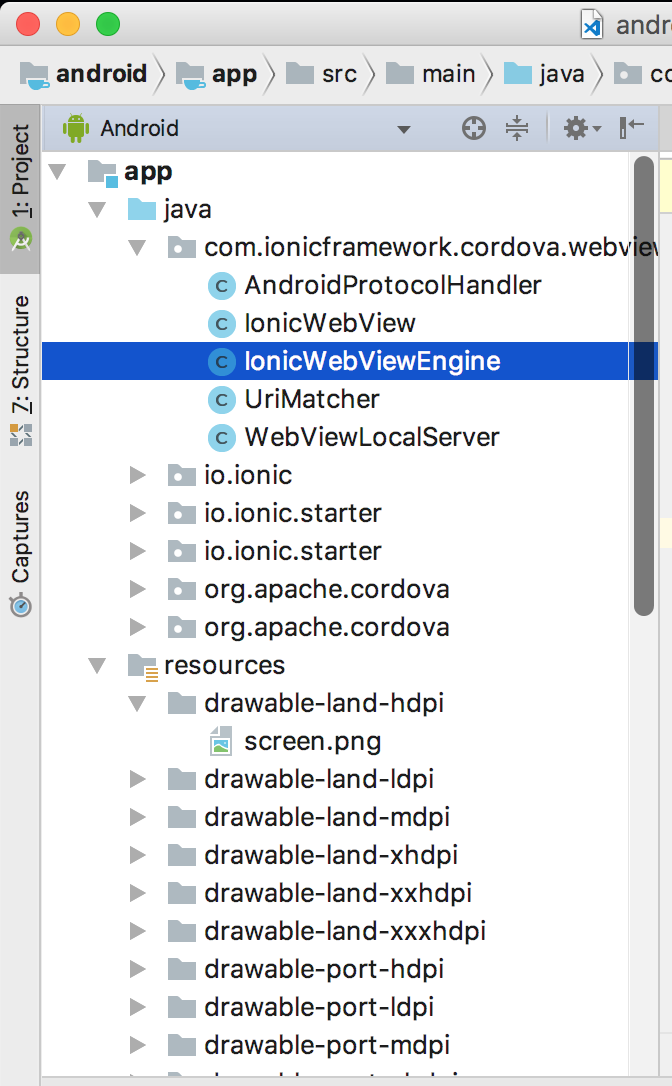 andr
android app src main java co
Android
1: Project
7: Structure
Captures
app
java
com.ionicframework.cordova.webview
C AndroidProtocolHandler
C IonicWebView
C IonicWebViewEngine
C UriMatcher
C WebViewLocalServer
io.ionic
io.ionic.starter
io.ionic.starter
org.apache.cordova
org.apache.cordova
resources
drawable-land-hdpi
screen.png
drawable-land-ldpi
drawable-land-mdpi
drawable-land-xhdpi
drawable-land-xxhdpi
drawable-land-xxxhdpi
drawable-port-hdpi
drawable-port-ldpi
drawable-port-mdpi